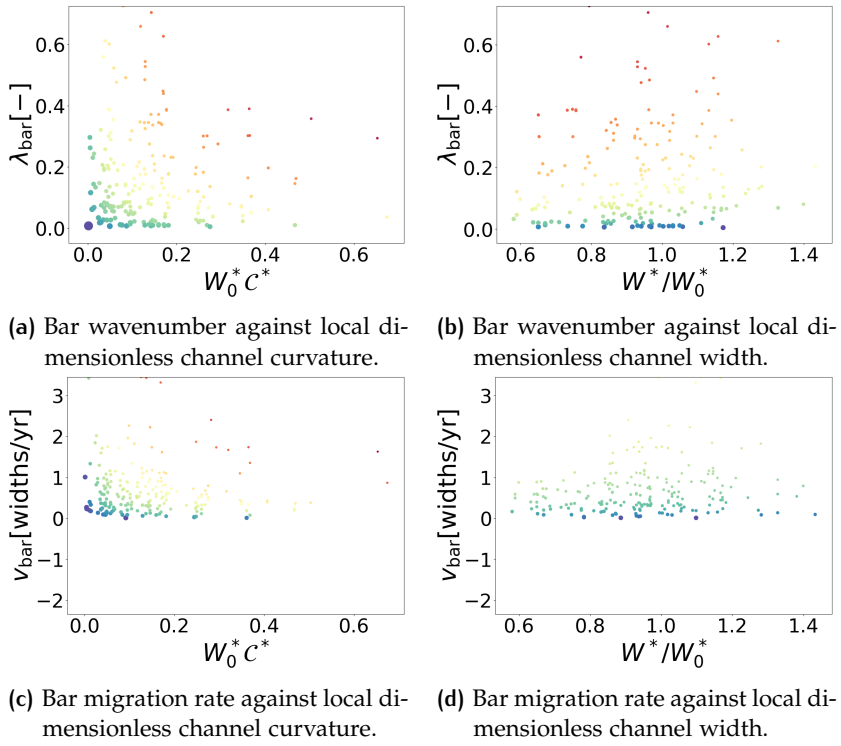 0.6
0.4
0.2
0.0
λbar[−]
0.0 0.2 0.4 0.6
W₀*C*
0.6
0.4
0.2
0.0
λbar[−]
0.6 0.8 1.0 1.2 1.4
W*/W₀*
(a) Bar wavenumber against local di-
mensionless channel curvature.
(b) Bar wavenumber against local di-
mensionless channel width.
3
2
1
0
−1
−2
vbar[widths/yr]
0.0 0.2 0.4 0.6
W₀*C*
3
2
1
0
−1
−2
vbar[widths/yr]
0.6 0.8 1.0 1.2 1.4
W*/W₀*
(c) Bar migration rate against local di-
mensionless channel curvature.
(d) Bar migration rate against local di-
mensionless channel width.